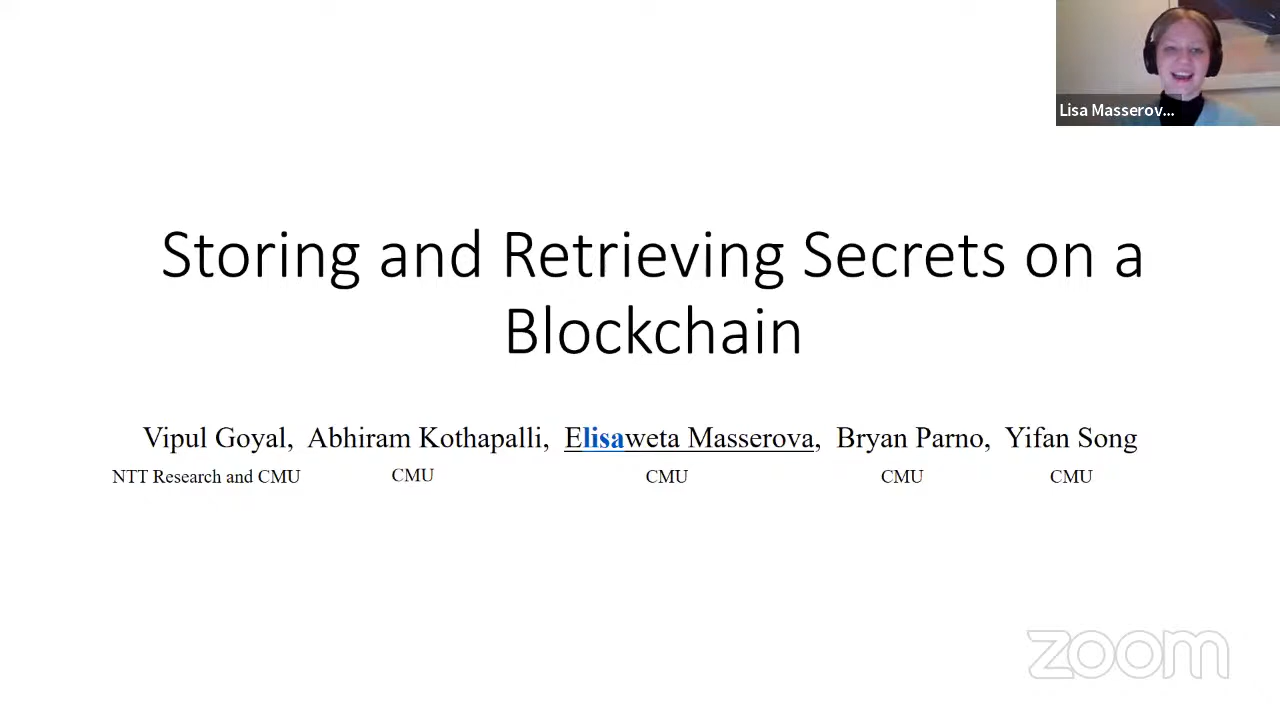 Lisa Masserov...
Storing and Retrieving Secrets on a
Blockchain
Vipul Goyal, Abhiram Kothapalli, Elisaweta Masserova, Bryan Parno, Yifan Song
NTT Research and CMU CMU CMU CMU CMU
zoom